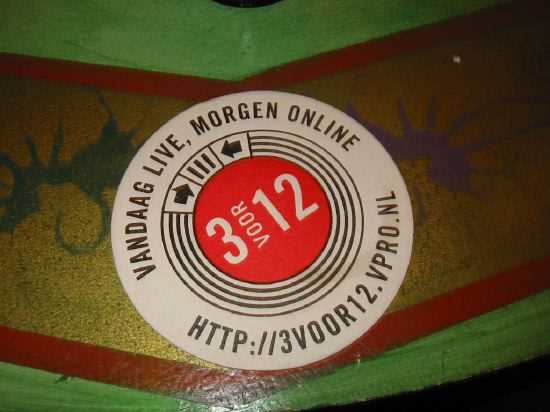 VANDAAG LIVE, MORGEN ONLINE
3 VOOR 12
HTTP://3VOOR12.VPRO.NL